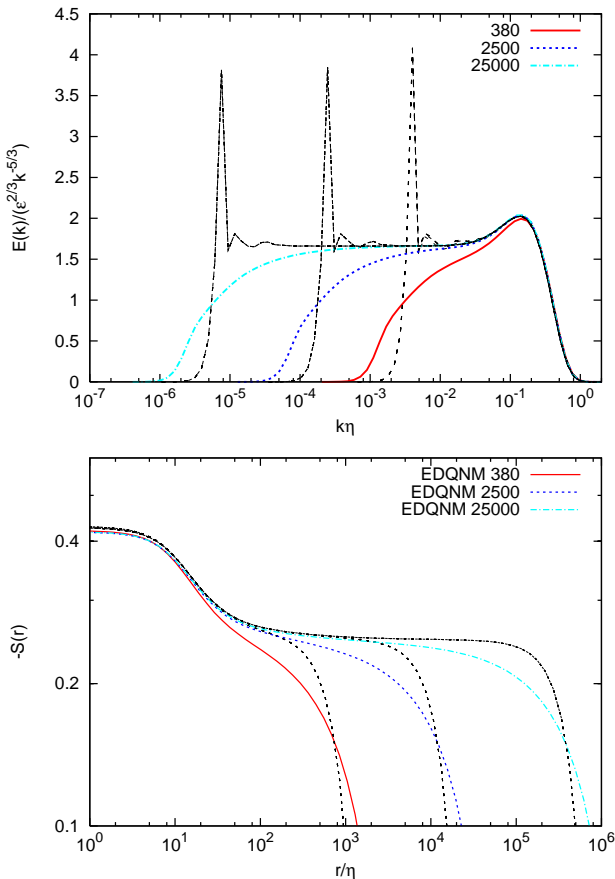 4.5
4
3.5
3
2.5
2
1.5
1
0.5
0
E(k)/(ε^{2/3}k^{-5/3})
380
2500
25000
10^{-7} 10^{-6} 10^{-5} 10^{-4} 10^{-3} 10^{-2} 10^{-1} 10^{0}
kη
0.4
0.2
0.1
-S(r)
EDQNM 380
EDQNM 2500
EDQNM 25000
10^{0} 10^{1} 10^{2} 10^{3} 10^{4} 10^{5} 10^{6}
r/η